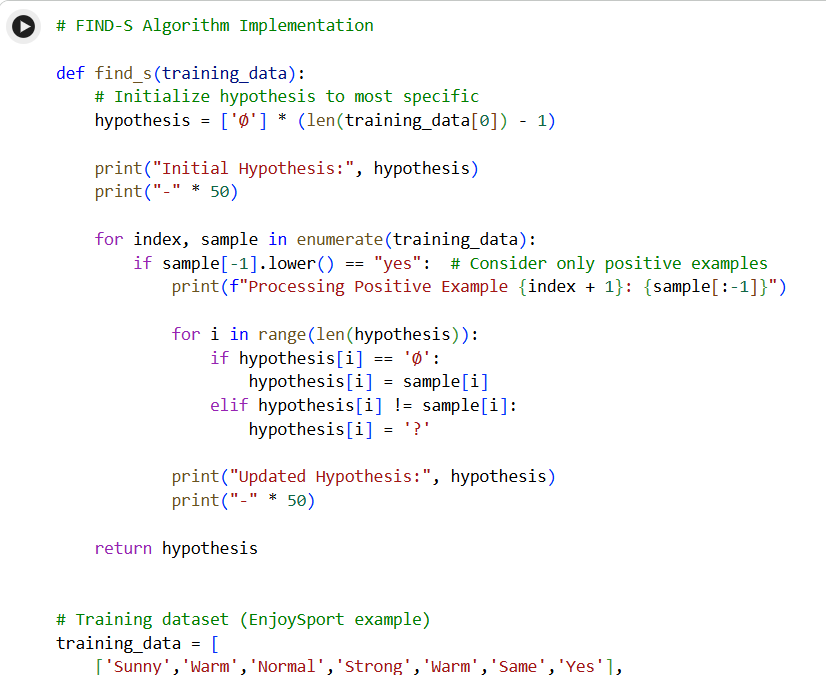 # FIND-S Algorithm Implementation
def find_s(training_data):
    # Initialize hypothesis to most specific
    hypothesis = ['Ø'] * (len(training_data[0]) - 1)
    print("Initial Hypothesis:", hypothesis)
    print("-" * 50)
    for index, sample in enumerate(training_data):
        if sample[-1].lower() == "yes":  # Consider only positive examples
            print(f"Processing Positive Example {index + 1}: {sample[:-1]}")
            for i in range(len(hypothesis)):
                if hypothesis[i] == 'Ø':
                    hypothesis[i] = sample[i]
                elif hypothesis[i] != sample[i]:
                    hypothesis[i] = '?'
            print("Updated Hypothesis:", hypothesis)
            print("-" * 50)
    return hypothesis
# Training dataset (EnjoySport example)
training_data = [
    ['Sunny','Warm','Normal','Strong','Warm','Same','Yes'],